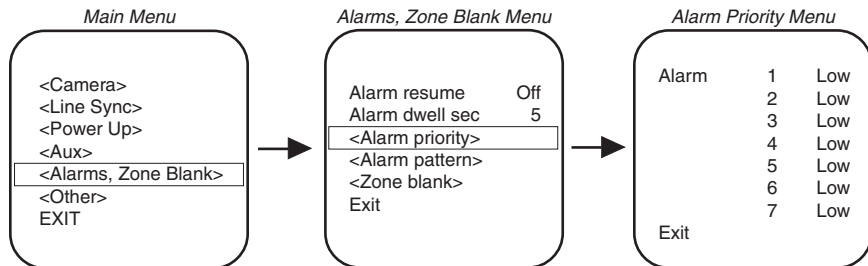 Main Menu
<Camera>
<Line Sync>
<Power Up>
<Aux>
<Alarms, Zone Blank>
<Other>
EXIT
Alarms, Zone Blank Menu
Alarm resume Off
Alarm dwell sec 5
<Alarm priority>
<Alarm pattern>
<Zone blank>
Exit
Alarm Priority Menu
Alarm 1 Low
2 Low
3 Low
4 Low
5 Low
6 Low
7 Low
Exit